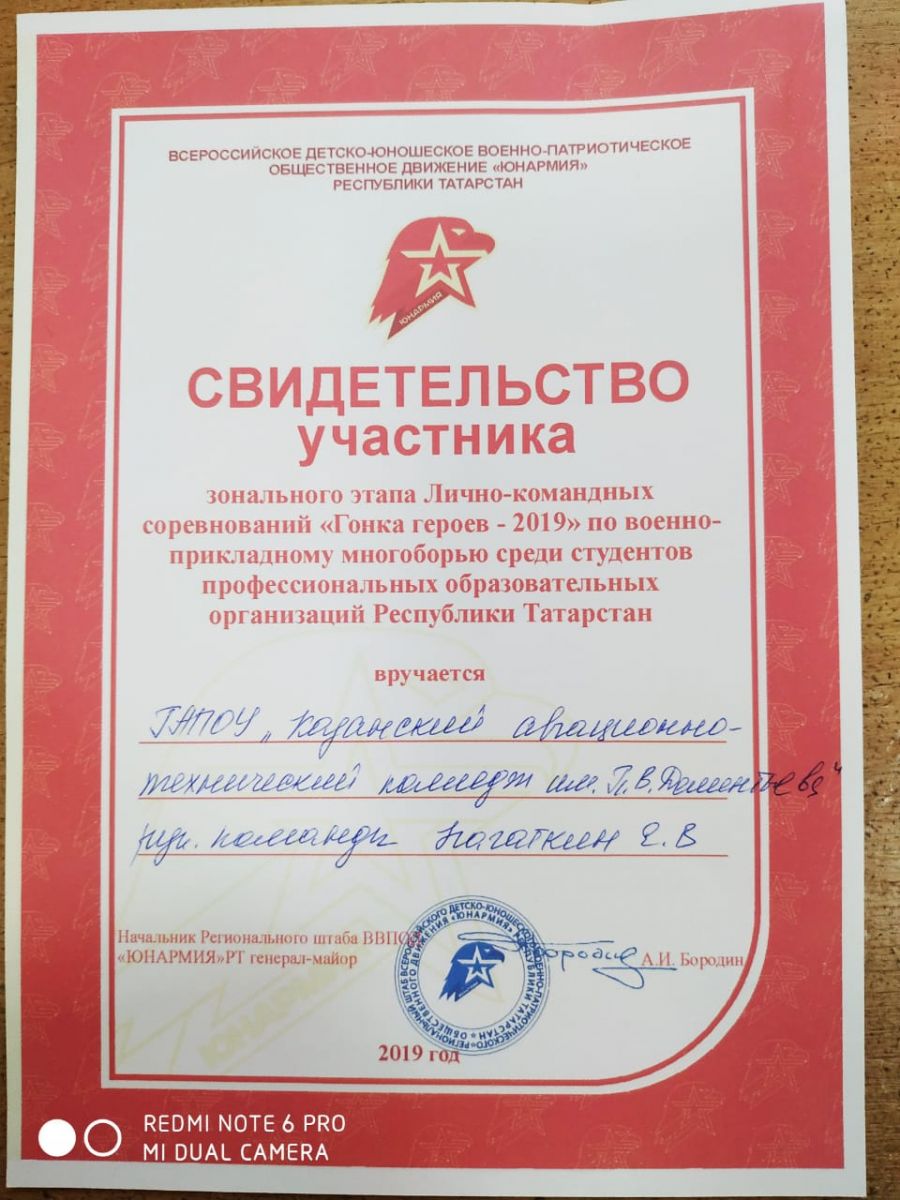 ВСЕРОССИЙСКОЕ ДЕТСКО-ЮНОШЕСКОЕ ВОЕННО-ПАТРИОТИЧЕСКОЕ
ОБЩЕСТВЕННОЕ ДВИЖЕНИЕ «ЮНАРМИЯ»
РЕСПУБЛИКИ ТАТАРСТАН
ЮНАРМИЯ
СВИДЕТЕЛЬСТВО
участника
зонального этапа Лично-командных
соревнований «Гонка героев - 2019» по военно-
прикладному многоборью среди студентов
профессиональных образовательных
организаций Республики Татарстан
вручается
ГАПОУ „Казанский авиационно-
технический колледж им. П.В. Дементьева"
рук. команды Нагаткин Е.В
Начальник Регионального штаба ВВПОД
«ЮНАРМИЯ»РТ генерал-майор
А.И. Бородин
2019 год
REDMI NOTE 6 PRO
MI DUAL CAMERA